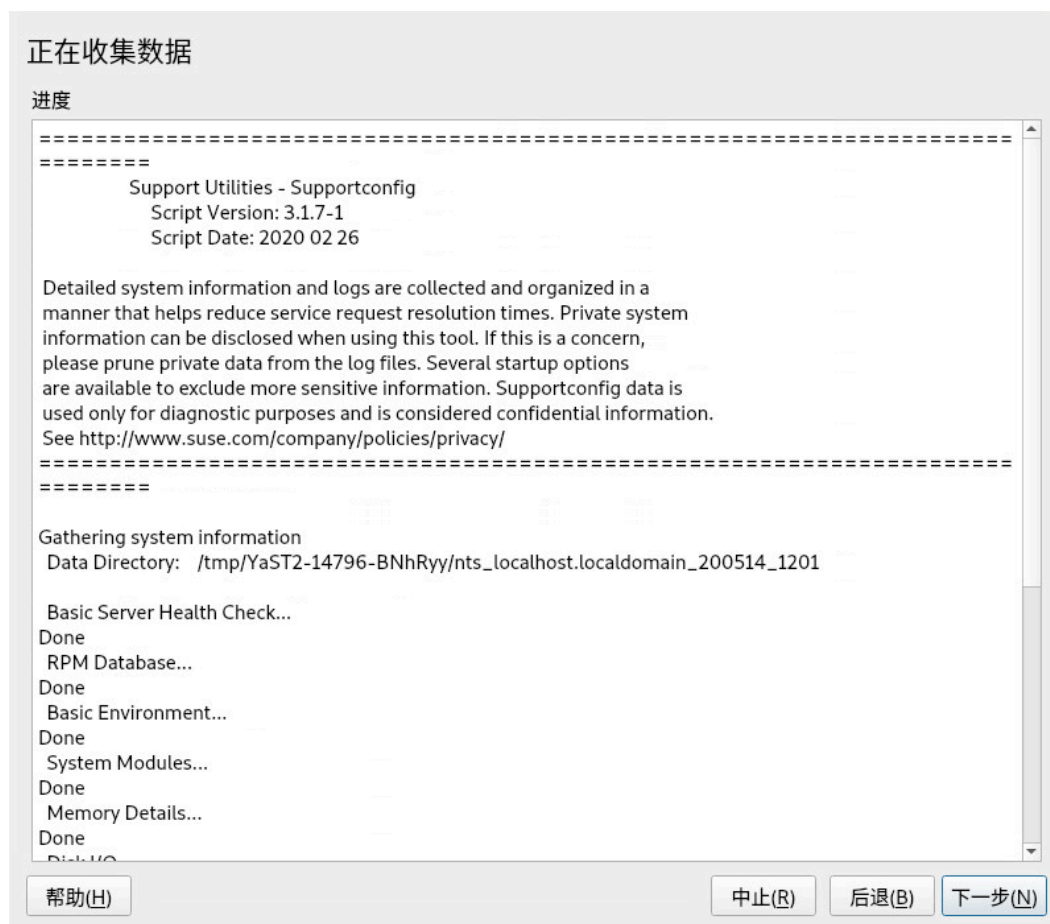 正在收集数据
进度
=====================================================================
========
Support Utilities - Supportconfig
Script Version: 3.1.7-1
Script Date: 2020 02 26
Detailed system information and logs are collected and organized in a
manner that helps reduce service request resolution times. Private system
information can be disclosed when using this tool. If this is a concern,
please prune private data from the log files. Several startup options
are available to exclude more sensitive information. Supportconfig data is
used only for diagnostic purposes and is considered confidential information.
See http://www.suse.com/company/policies/privacy/
=====================================================================
========
Gathering system information
Data Directory: /tmp/YaST2-14796-BNhRyy/nts_localhost.localdomain_200514_1201
Basic Server Health Check...
Done
RPM Database...
Done
Basic Environment...
Done
System Modules...
Done
Memory Details...
Done
Disk I/O
帮助(H) 中止(R) 后退(B) 下一步(N)